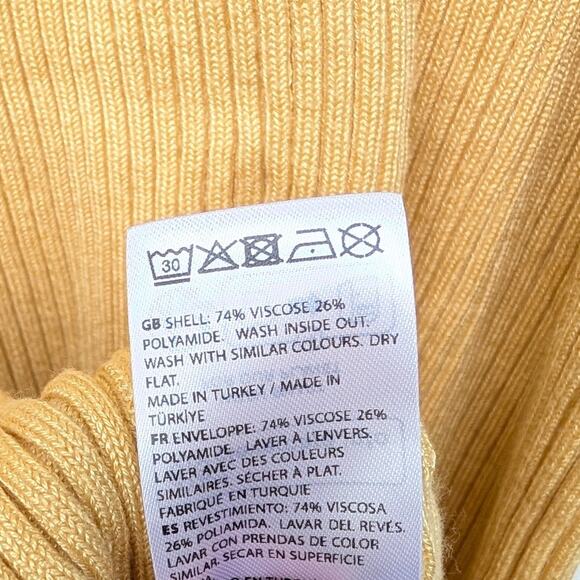 30
GB SHELL: 74% VISCOSE 26%
POLYAMIDE. WASH INSIDE OUT.
WASH WITH SIMILAR COLOURS. DRY
FLAT.
MADE IN TURKEY / MADE IN
TÜRKİYE
FR ENVELOPPE: 74% VISCOSE 26%
POLYAMIDE. LAVER À L'ENVERS.
LAVER AVEC DES COULEURS
SIMILAIRES. SÉCHER À PLAT.
FABRIQUÉ EN TURQUIE
ES REVESTIMIENTO: 74% VISCOSA
26% POLIAMIDA. LAVAR DEL REVÉS.
LAVAR CON PRENDAS DE COLOR
SIMILAR. SECAR EN SUPERFICIE